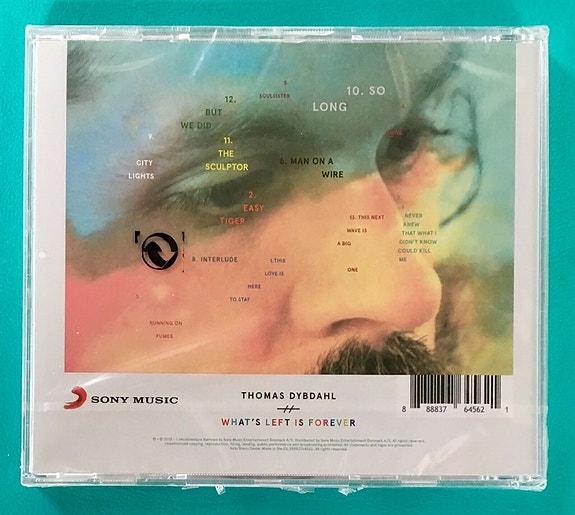 5.
SOULSISTER
10. SO
LONG
12.
BUT
WE DID
11.
THE
SCULPTOR
9.
CITY
LIGHTS
6. MAN ON A
WIRE
2.
EASY
TIGER
13. THIS NEXT
WAVE IS
A BIG
ONE
NEVER
KNEW
THAT WHAT I
DIDN'T KNOW
COULD KILL
ME
8. INTERLUDE
1.THIS
LOVE IS
HERE
TO STAY
RUNNING ON
FUMES
SONY MUSIC
THOMAS DYBDAHL
WHAT'S LEFT IS FOREVER
8 88837 64562 1